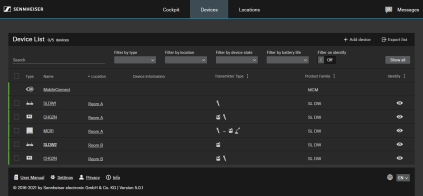 SENNHEISER
Cockpit Devices Locations
Messages
Device List 0/5 devices
+ Add device
Export list
Search
Filter by type
Filter by location
Filter by device state
Filter by battery life
Filter on identify
Off
Show all
Type Name Location Device Information Transmitter Type Product Family Identify
MobileConnect MCM
SLDW1 Room A SL DW
CHG2N Room A SL DW
MCR1 Room A SL DW
SLDW2 Room B SL DW
CHG2N Room B SL DW
User Manual Settings Privacy Info
EN
© 2016-2021 by Sennheiser electronic GmbH & Co. KG | Version 5.0.1